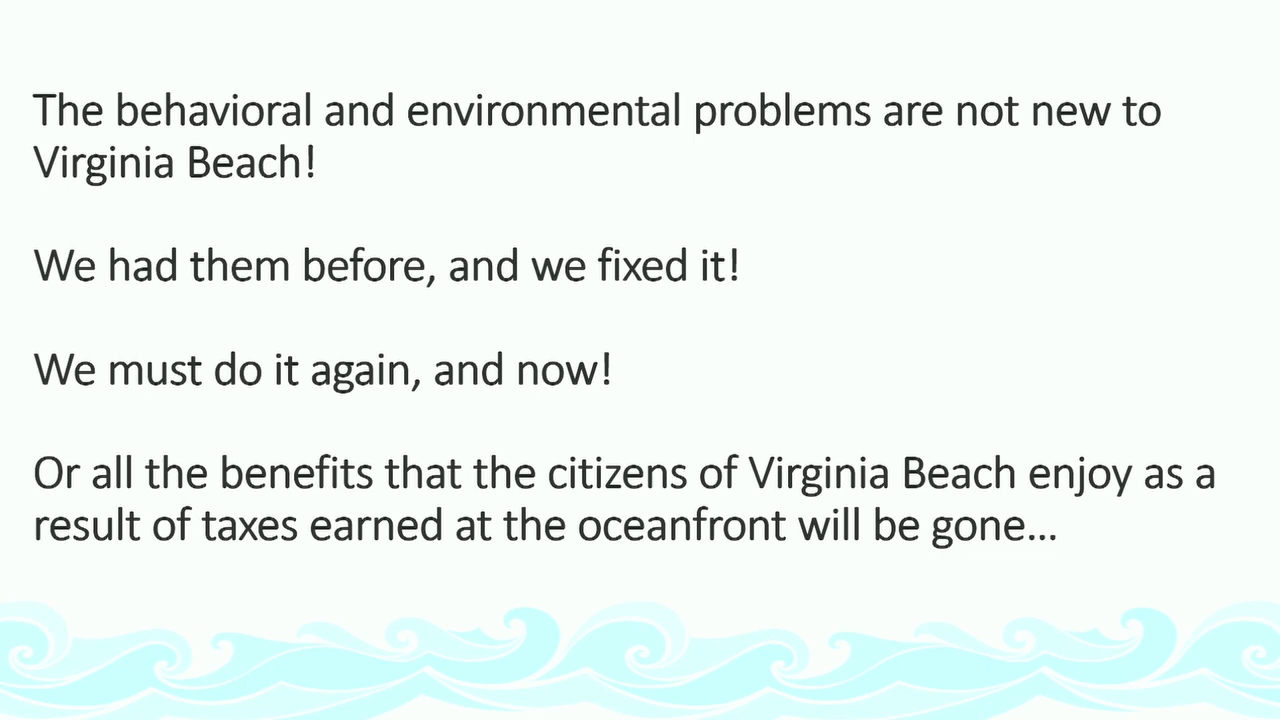 The behavioral and environmental problems are not new to
Virginia Beach!
We had them before, and we fixed it!
We must do it again, and now!
Or all the benefits that the citizens of Virginia Beach enjoy as a
result of taxes earned at the oceanfront will be gone…